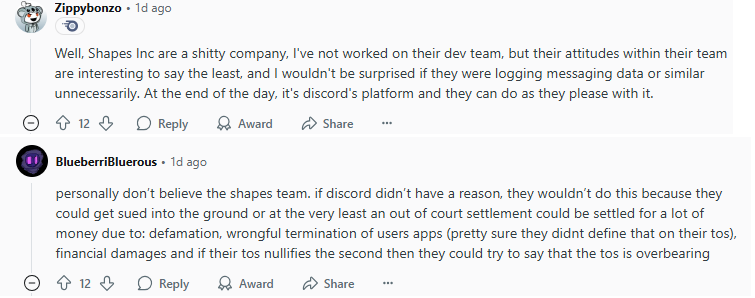 Zippybonzo • 1d ago
Well, Shapes Inc are a shitty company, I've not worked on their dev team, but their attitudes within their team
are interesting to say the least, and I wouldn't be surprised if they were logging messaging data or similar
unnecessarily. At the end of the day, it's discord's platform and they can do as they please with it.
12 Reply Award Share ...
BlueberriBluerous • 1d ago
personally don't believe the shapes team. if discord didn't have a reason, they wouldn't do this because they
could get sued into the ground or at the very least an out of court settlement could be settled for a lot of
money due to: defamation, wrongful termination of users apps (pretty sure they didnt define that on their tos),
financial damages and if their tos nullifies the second then they could try to say that the tos is overbearing
12 Reply Award Share ...